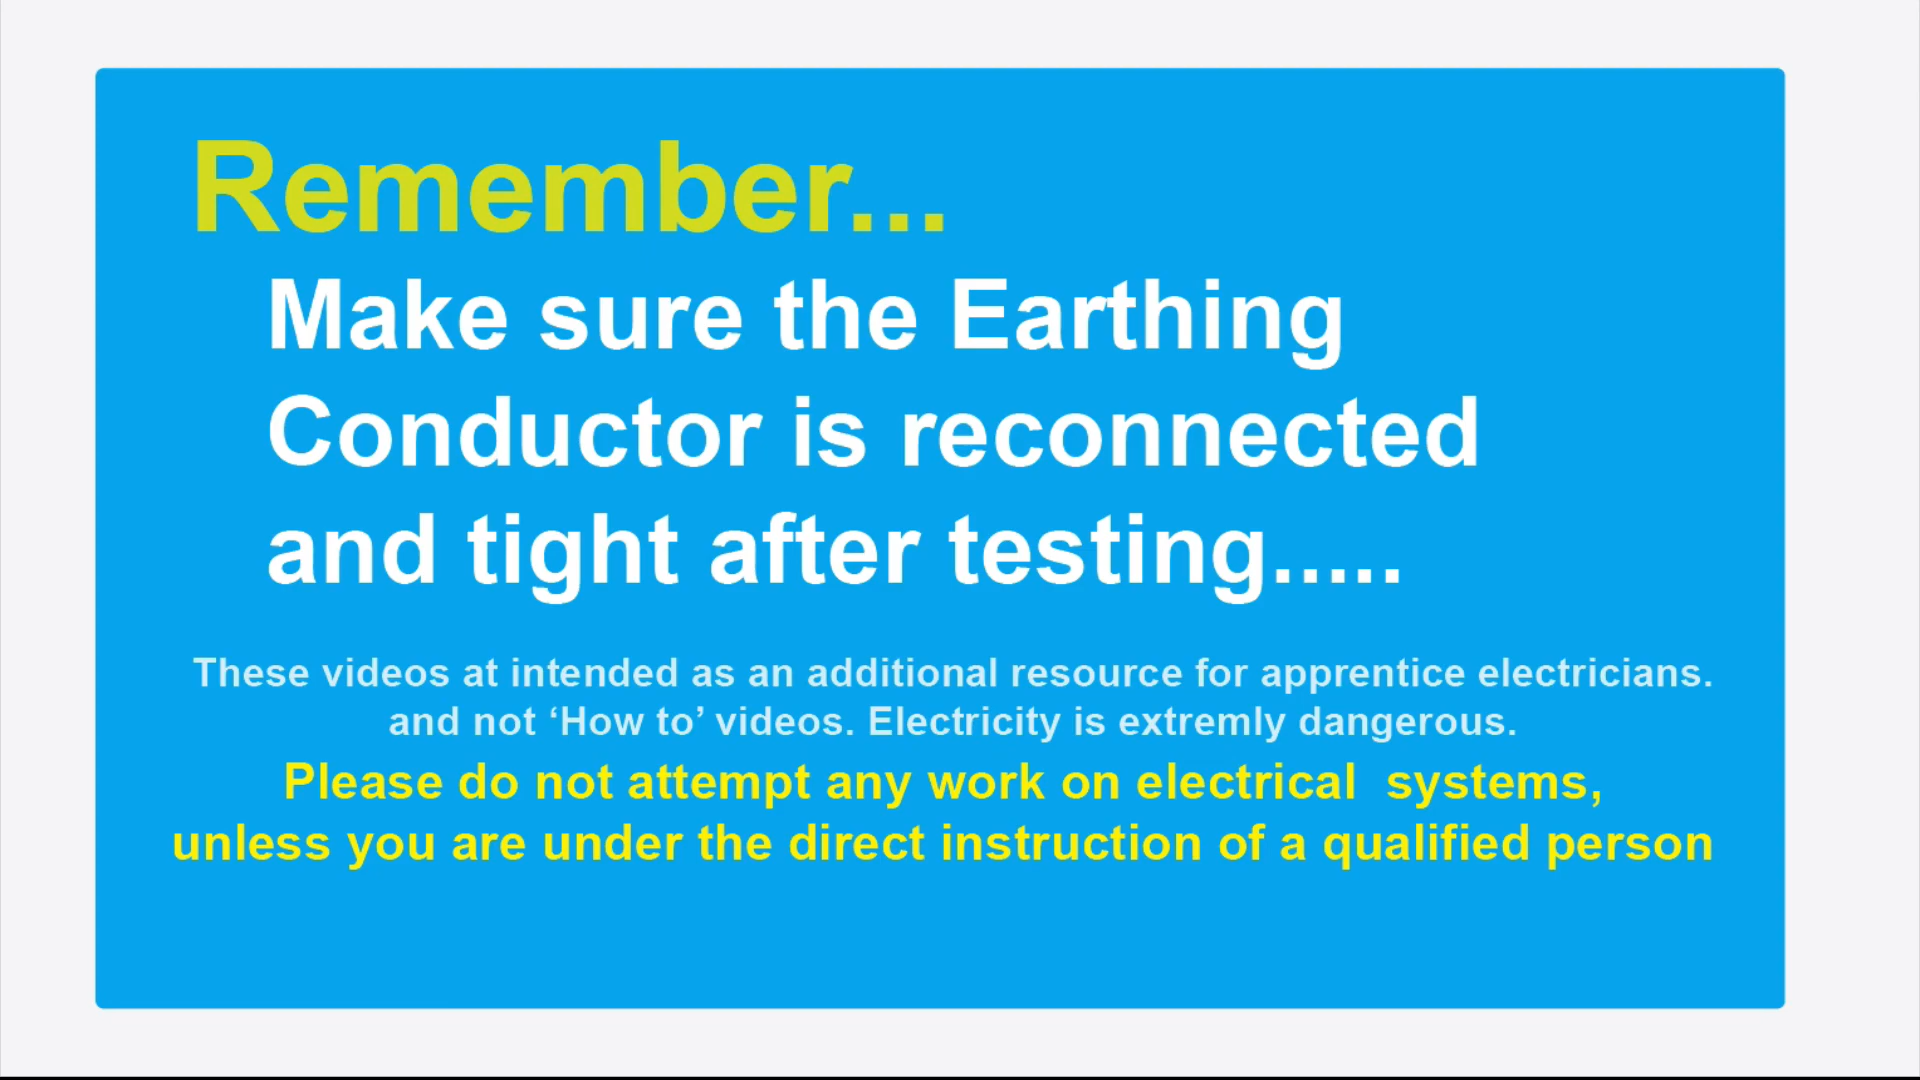 Remember...
Make sure the Earthing
Conductor is reconnected
and tight after testing.....
These videos at intended as an additional resource for apprentice electricians.
and not ‘How to’ videos. Electricity is extremly dangerous.
Please do not attempt any work on electrical  systems,
unless you are under the direct instruction of a qualified person